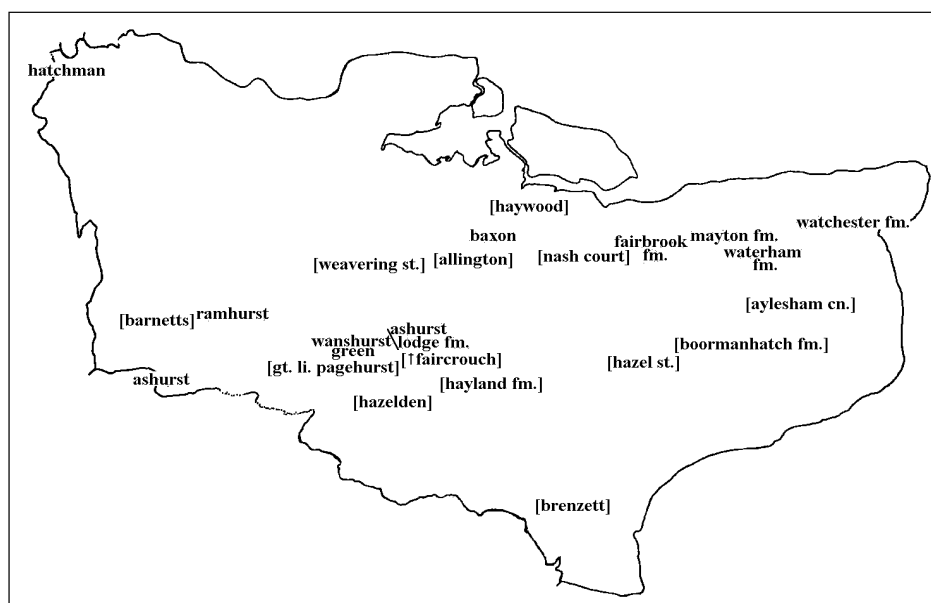 hatchman
[haywood]
watchester fm.
baxon
fairbrook
fm.
mayton fm.
waterham
fm.
[weavering st.]
[allington]
[nash court]
[aylesham cn.]
[barnetts]
ramhurst
ashurst
lodge fm.
wanshurst
green
[boormanhatch fm.]
[gt. li. pagehurst]
[↑faircrouch]
[hazel st.]
ashurst
[hayland fm.]
[hazelden]
[brenzett]